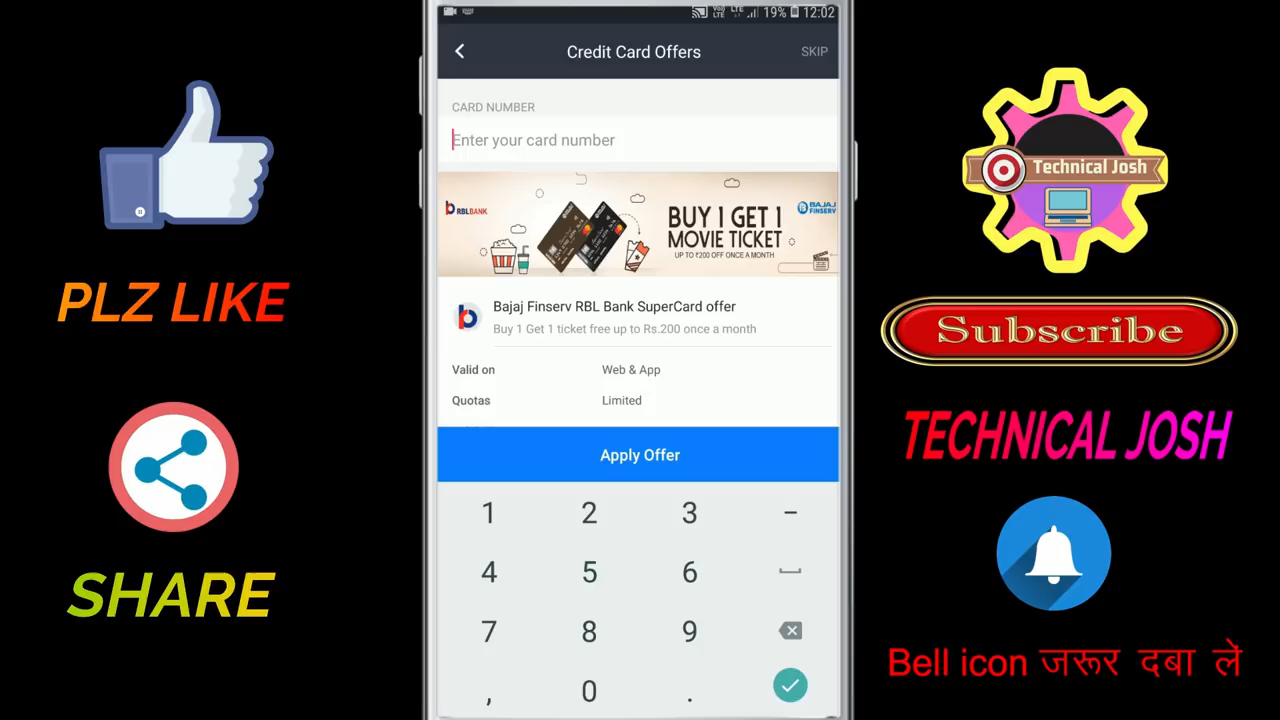 PLZ LIKE
SHARE
19% 12:02
Credit Card Offers
SKIP
CARD NUMBER
Enter your card number
RBLBANK
BUY 1 GET 1
MOVIE TICKET
UP TO ₹200 OFF ONCE A MONTH
BAJAJ
FINSERV
Bajaj Finserv RBL Bank SuperCard offer
Buy 1 Get 1 ticket free up to Rs.200 once a month
Valid on Web & App
Quotas Limited
Apply Offer
1 2 3 -
4 5 6
7 8 9
, 0 .
Technical Josh
Subscribe
TECHNICAL JOSH
Bell icon जरूर दबा लें